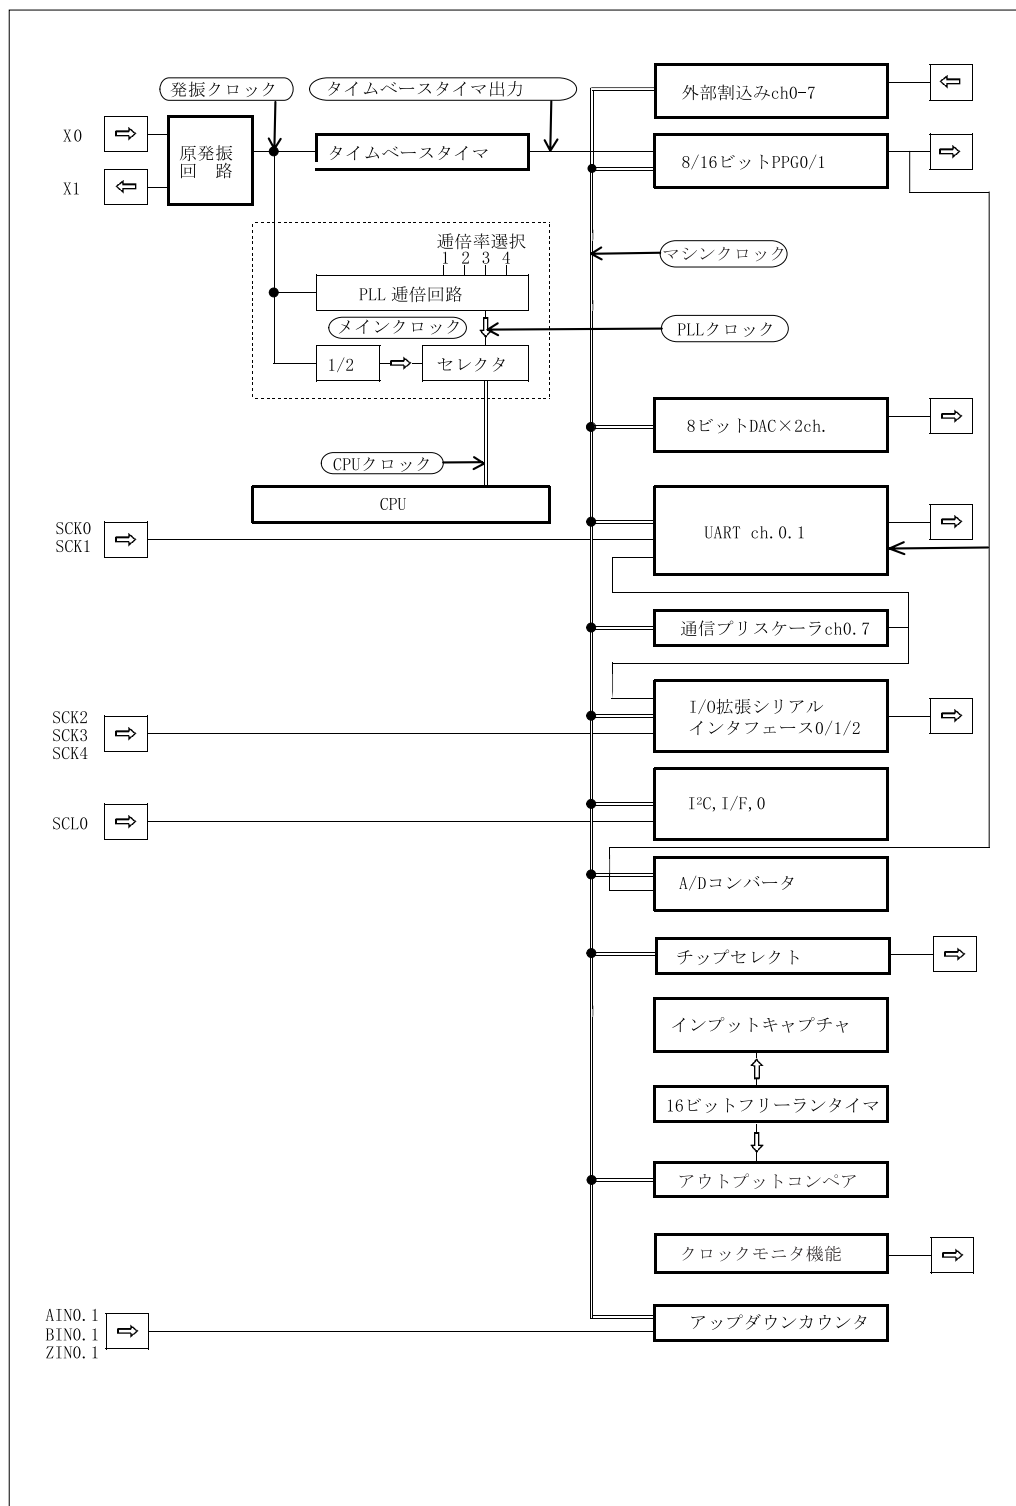 発振クロック
タイムベースタイマ出力
外部割込みch0-7
X0
原発振
回 路
タイムベースタイマ
8/16ビットPPG0/1
X1
逓倍率選択
1 2 3 4
マシンクロック
PLL 逓倍回路
メインクロック
PLLクロック
1/2
セレクタ
8ビットDAC×2ch.
CPUクロック
CPU
SCK0
SCK1
UART ch.0.1
通信プリスケーラch0.7
SCK2
SCK3
SCK4
I/O拡張シリアル
インタフェース0/1/2
I²C,I/F,0
SCL0
A/Dコンバータ
チップセレクト
インプットキャプチャ
16ビットフリーランタイマ
アウトプットコンペア
クロックモニタ機能
AIN0.1
BIN0.1
ZIN0.1
アップダウンカウンタ